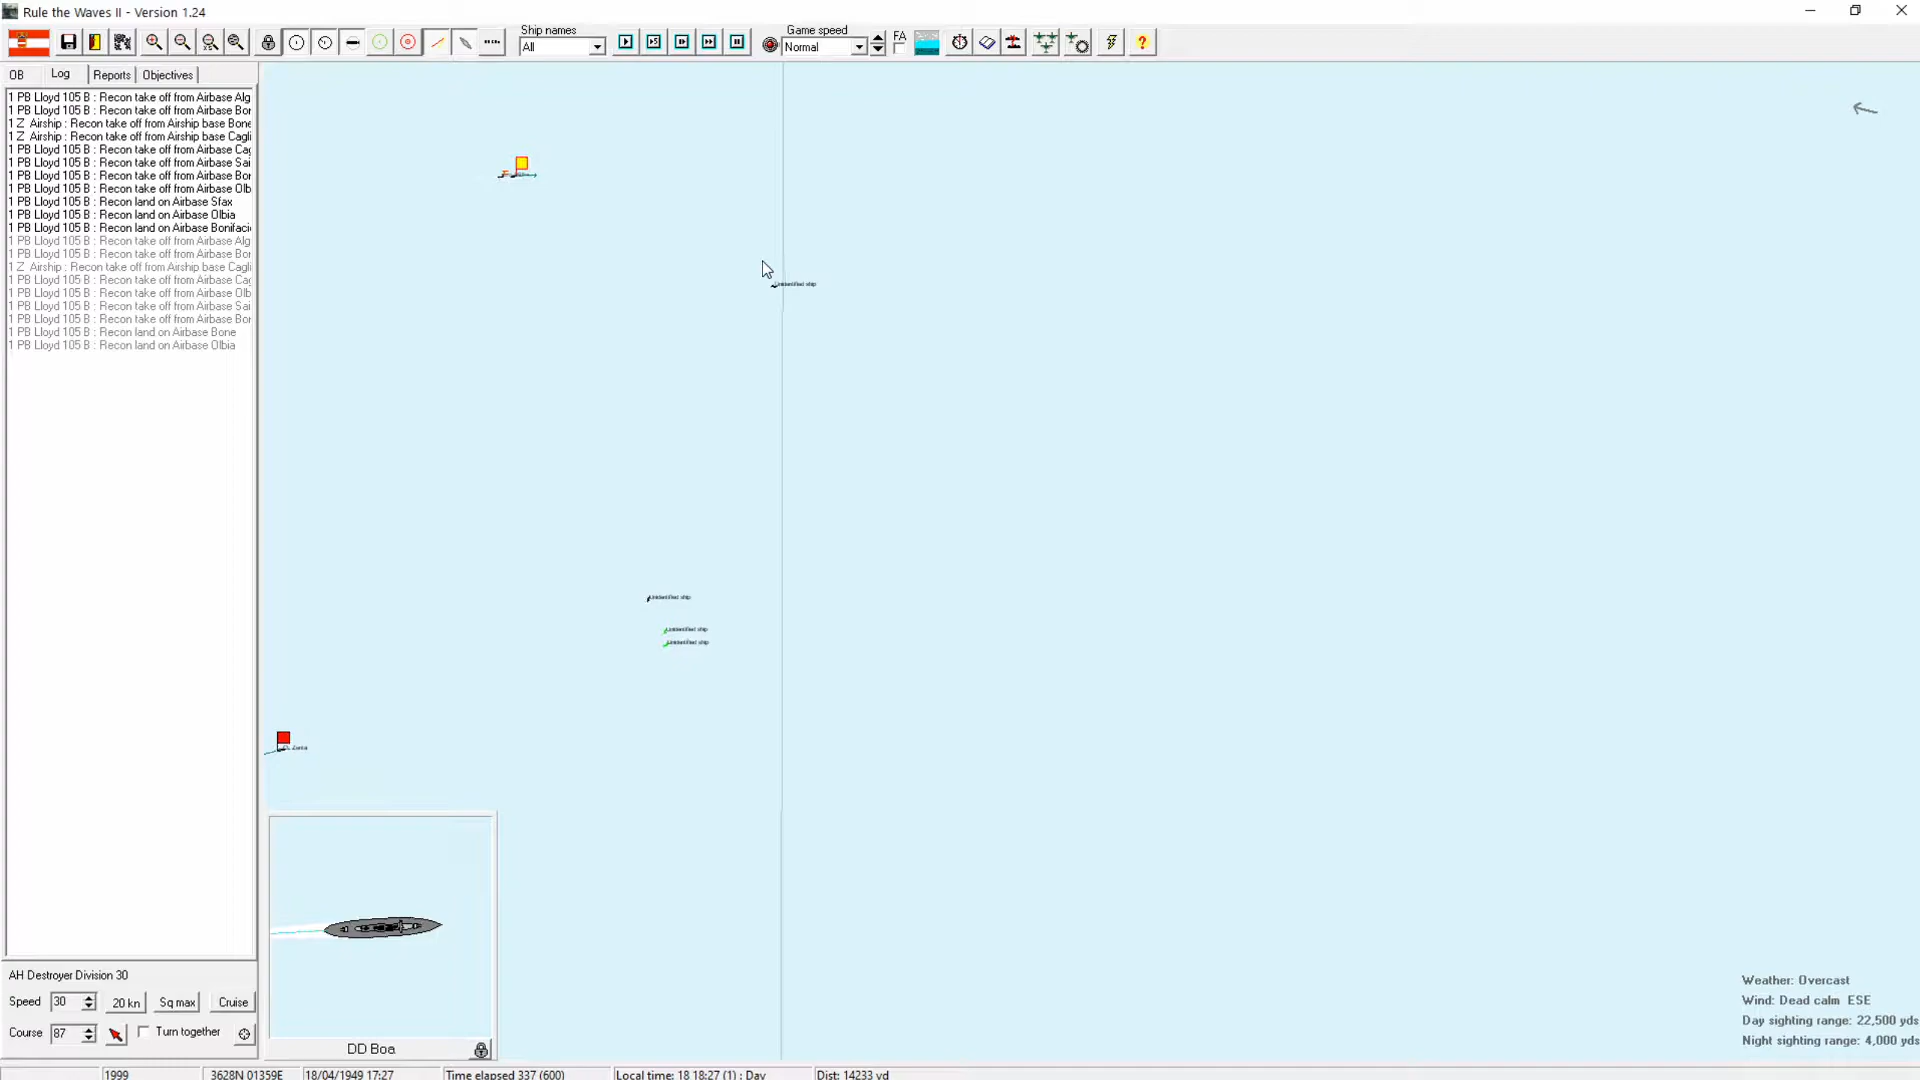 Rule the Waves II - Version 1.24
Ship names
All
Game speed
Normal
FA
OB
Log
Reports
Objectives
1 PB Lloyd 105 B : Recon take off from Airbase Alg
1 PB Lloyd 105 B : Recon take off from Airbase Bor
1 Z Airship : Recon take off from Airship base Bone
1 Z Airship : Recon take off from Airship base Cagli
1 PB Lloyd 105 B : Recon take off from Airbase Cag
1 PB Lloyd 105 B : Recon take off from Airbase Sai
1 PB Lloyd 105 B : Recon take off from Airbase Bor
1 PB Lloyd 105 B : Recon take off from Airbase Olb
1 PB Lloyd 105 B : Recon land on Airbase Sfax
1 PB Lloyd 105 B : Recon land on Airbase Olbia
1 PB Lloyd 105 B : Recon land on Airbase Bonifaci
1 PB Lloyd 105 B : Recon take off from Airbase Alg
1 PB Lloyd 105 B : Recon take off from Airbase Bor
1 Z Airship : Recon take off from Airship base Cagli
1 PB Lloyd 105 B : Recon take off from Airbase Cag
1 PB Lloyd 105 B : Recon take off from Airbase Olb
1 PB Lloyd 105 B : Recon take off from Airbase Sai
1 PB Lloyd 105 B : Recon take off from Airbase Bor
1 PB Lloyd 105 B : Recon land on Airbase Bone
1 PB Lloyd 105 B : Recon land on Airbase Olbia
Unidentified ship
Unidentified ship
Unidentified ship
Unidentified ship
AH Destroyer Division 30
Speed 30 20 kn Sq max Cruise
Course 87 Turn together
DD Boa
Weather: Overcast
Wind: Dead calm ESE
Day sighting range: 22,500 yds
Night sighting range: 4,000 yds
1999 3628N 01359E 18/04/1949 17:27 Time elapsed 337 (600) Local time: 18 18:27 (1) : Day Dist: 14233 yd